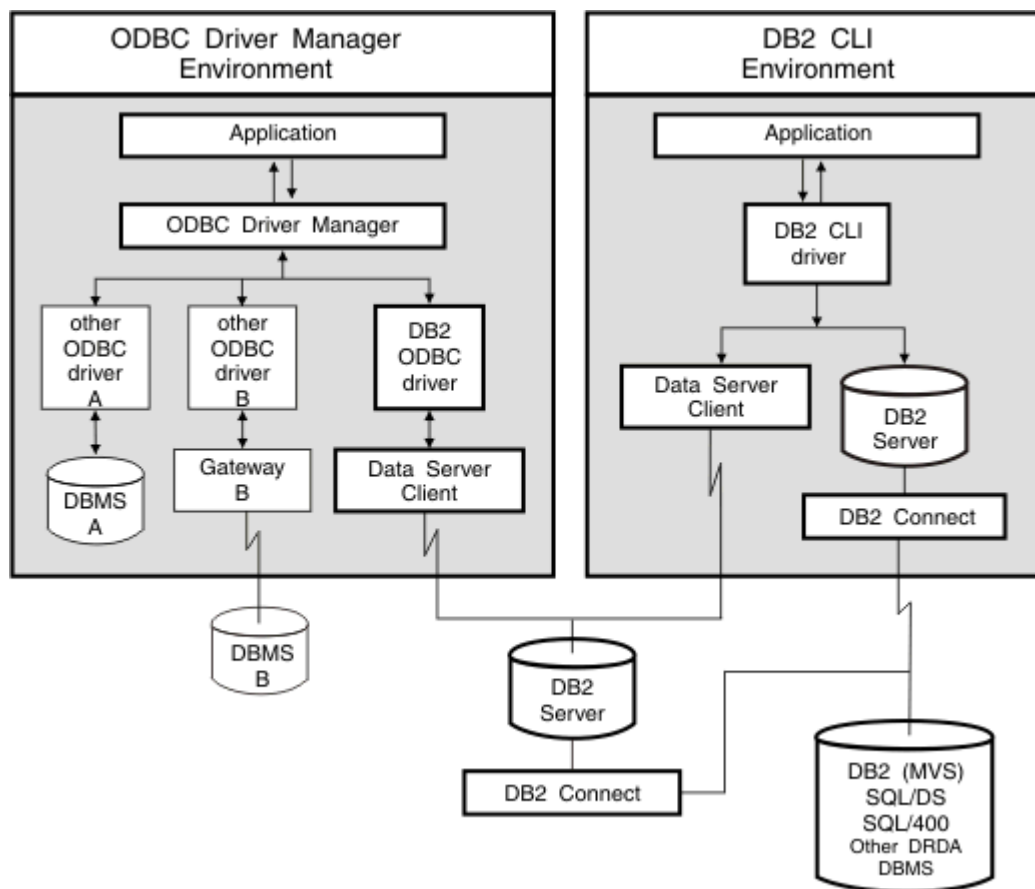 ODBC Driver Manager
Environment
Application
ODBC Driver Manager
other
ODBC
driver
A
other
ODBC
driver
B
DB2
ODBC
driver
DBMS
A
Gateway
B
Data Server
Client
DBMS
B
DB2 CLI
Environment
Application
DB2 CLI
driver
Data Server
Client
DB2
Server
DB2 Connect
DB2
Server
DB2 Connect
DB2 (MVS)
SQL/DS
SQL/400
Other DRDA
DBMS